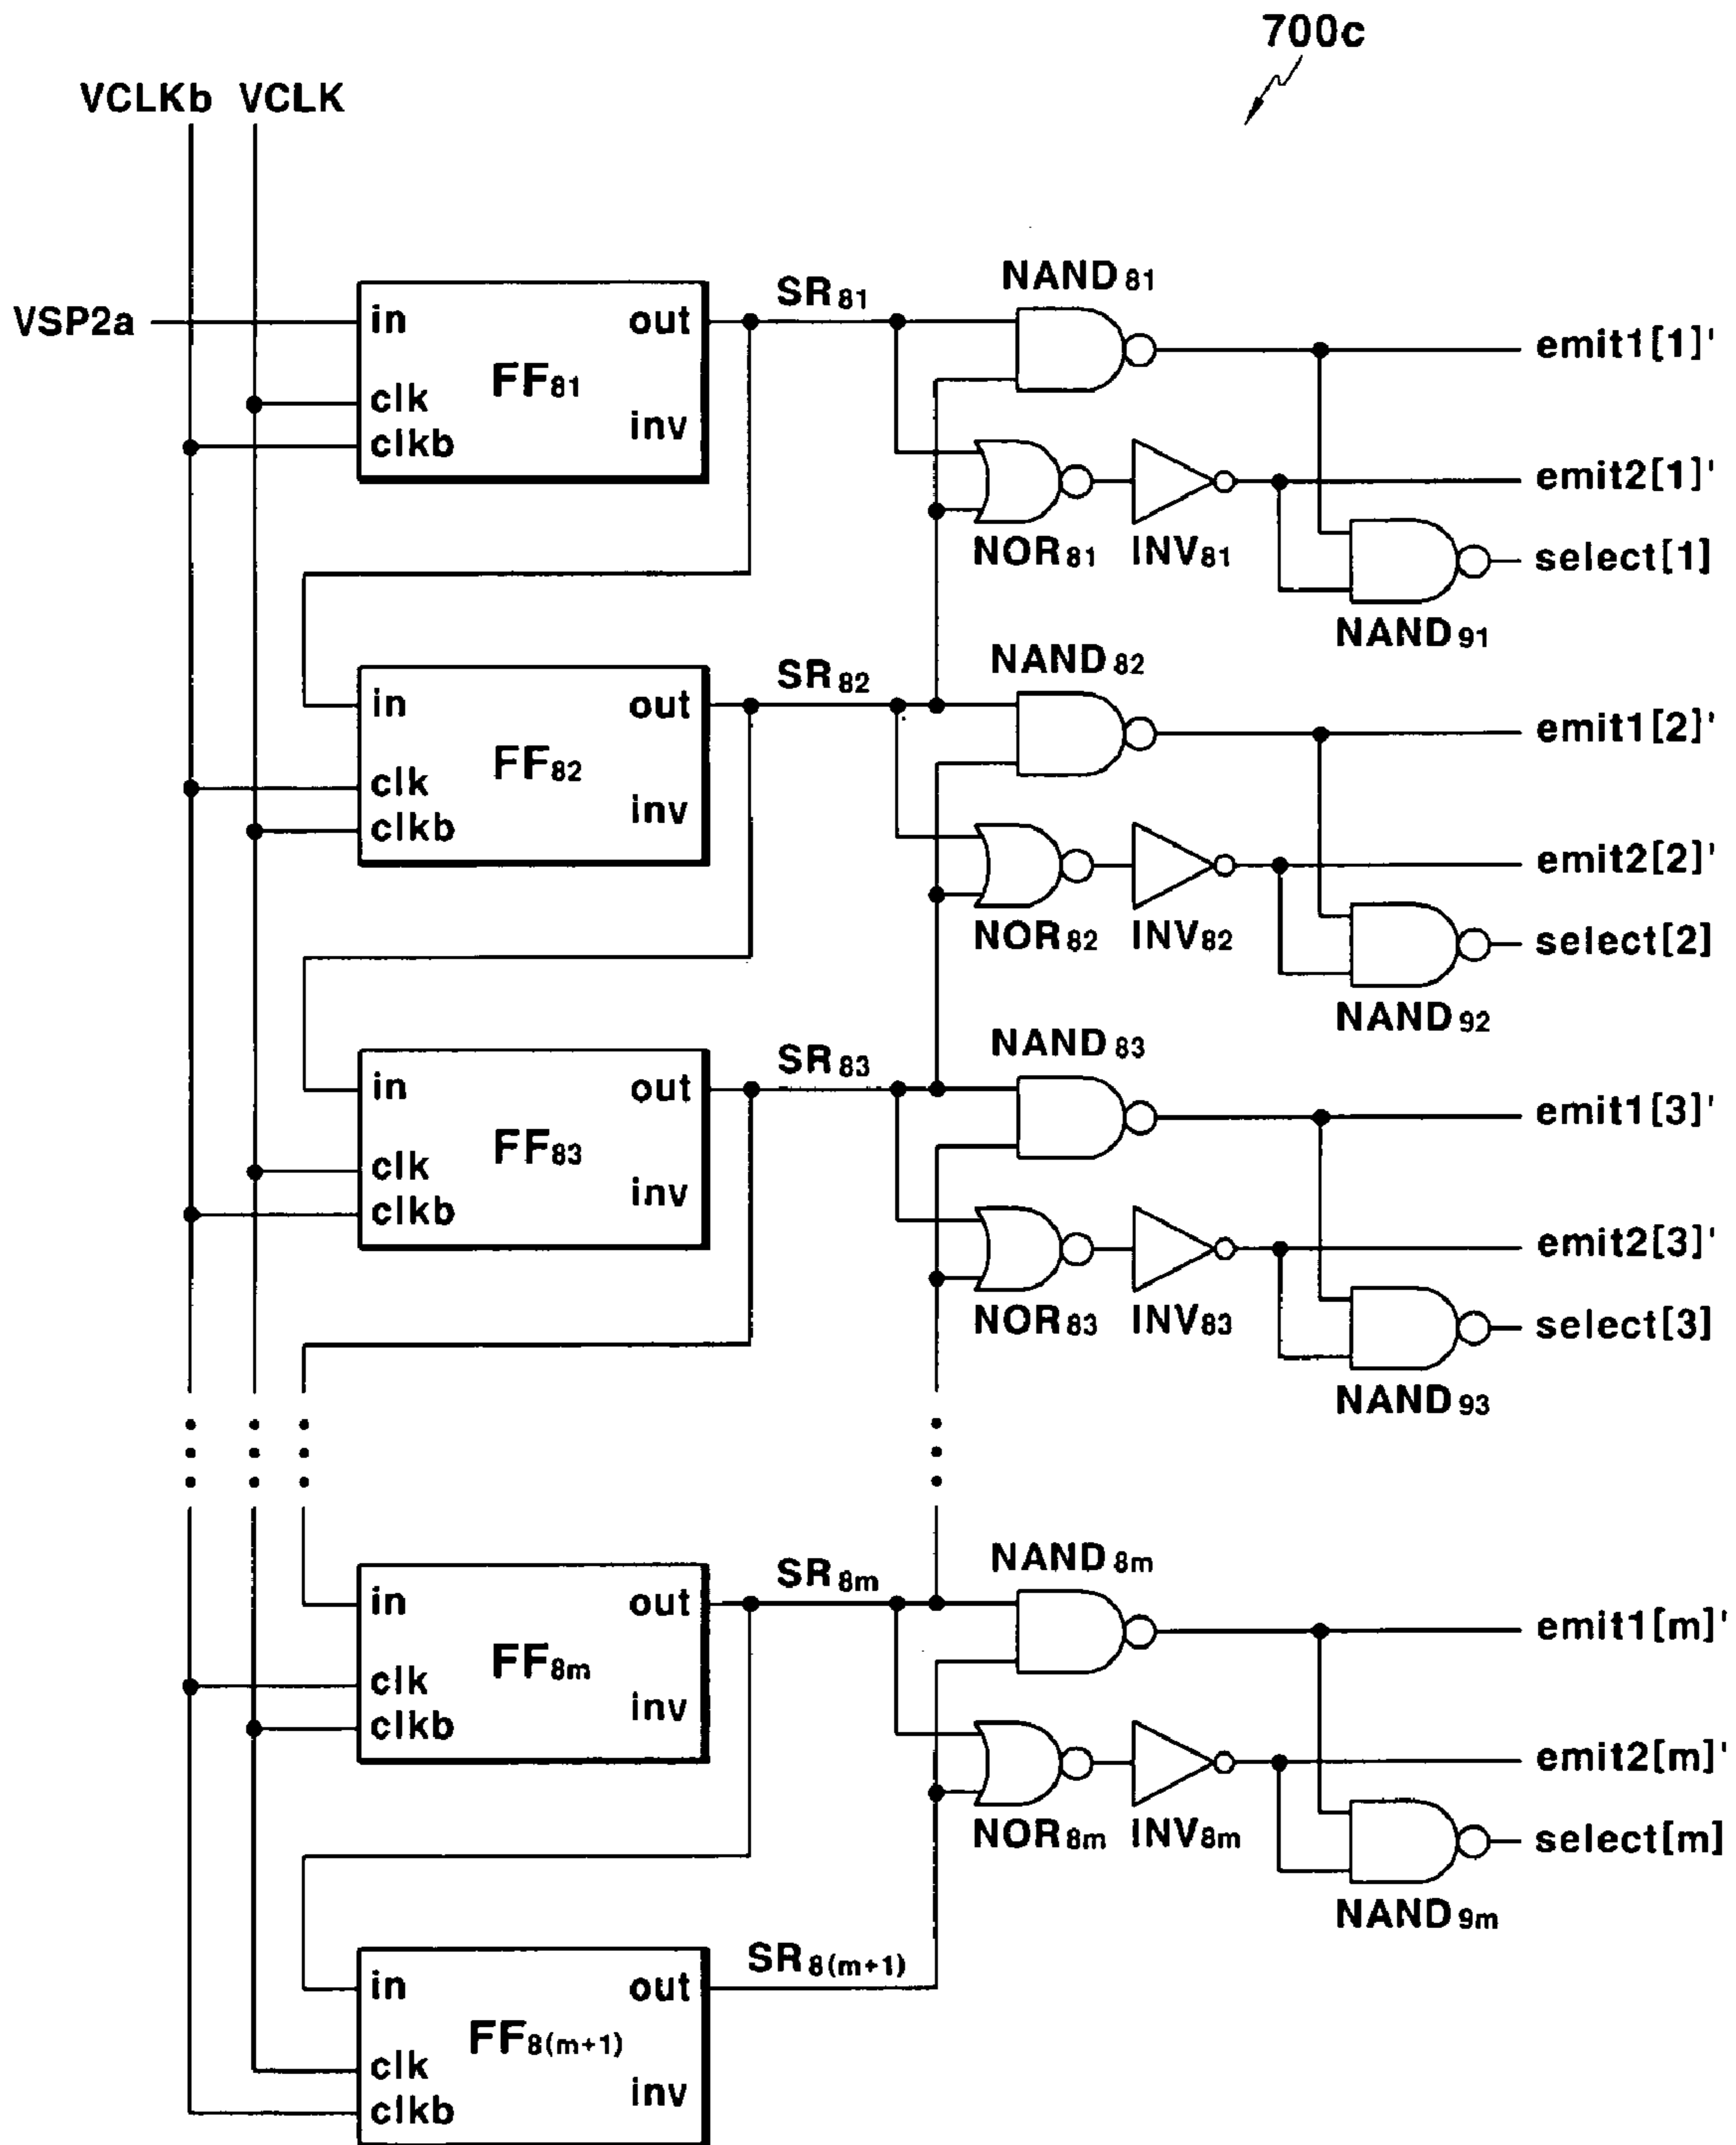 700c
VCLKb VCLK
VSP2a
in out
FF81
clk
clkb inv
SR81
NAND81
emit1[1]'
emit2[1]'
NOR81 INV81
select[1]
NAND91
in out
FF82
clk
clkb inv
SR82
NAND82
emit1[2]'
emit2[2]'
NOR82 INV82
select[2]
NAND92
in out
FF83
clk
clkb inv
SR83
NAND83
emit1[3]'
emit2[3]'
NOR83 INV83
select[3]
NAND93
in out
FF8m
clk
clkb inv
SR8m
NAND8m
emit1[m]'
emit2[m]'
NOR8m INV8m
select[m]
NAND9m
in out
FF8(m+1)
clk
clkb inv
SR8(m+1)